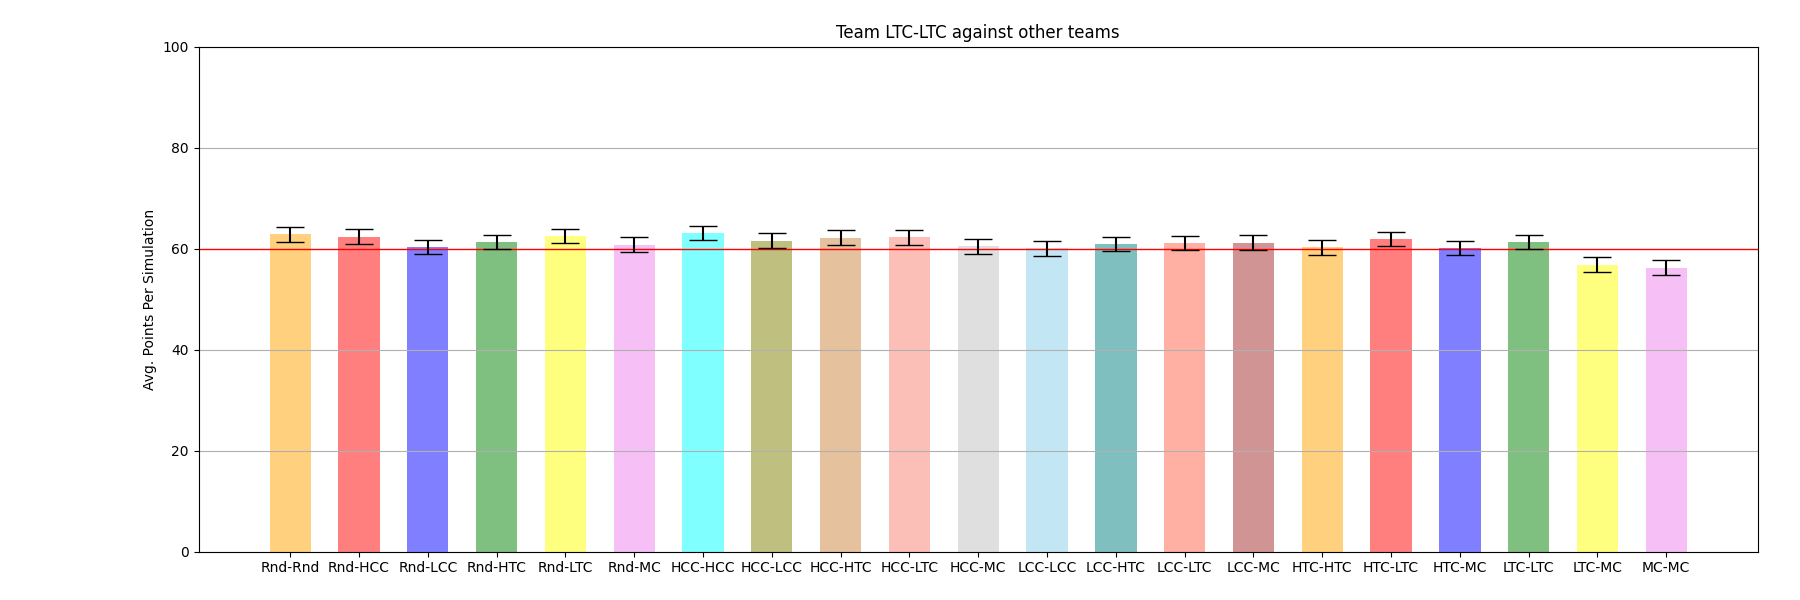 Team LTC-LTC against other teams
Avg. Points Per Simulation
100
80
60
40
20
0
Rnd-Rnd Rnd-HCC Rnd-LCC Rnd-HTC Rnd-LTC Rnd-MC HCC-HCC HCC-LCC HCC-HTC HCC-LTC HCC-MC LCC-LCC LCC-HTC LCC-LTC LCC-MC HTC-HTC HTC-LTC HTC-MC LTC-LTC LTC-MC MC-MC